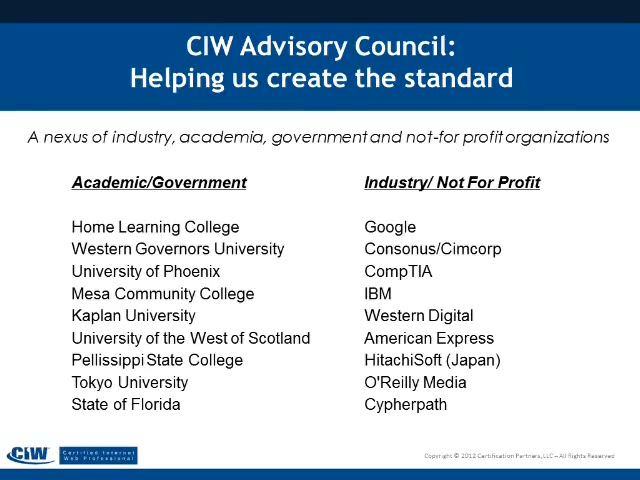 CIW Advisory Council:
Helping us create the standard
A nexus of industry, academia, government and not-for profit organizations
Academic/Government
Home Learning College
Western Governors University
University of Phoenix
Mesa Community College
Kaplan University
University of the West of Scotland
Pellissippi State College
Tokyo University
State of Florida
Industry/ Not For Profit
Google
Consonus/Cimcorp
CompTIA
IBM
Western Digital
American Express
HitachiSoft (Japan)
O'Reilly Media
Cypherpath
CIW
Certified Internet
Web Professional
Copyright © 2012 Certification Partners, LLC – All Rights Reserved